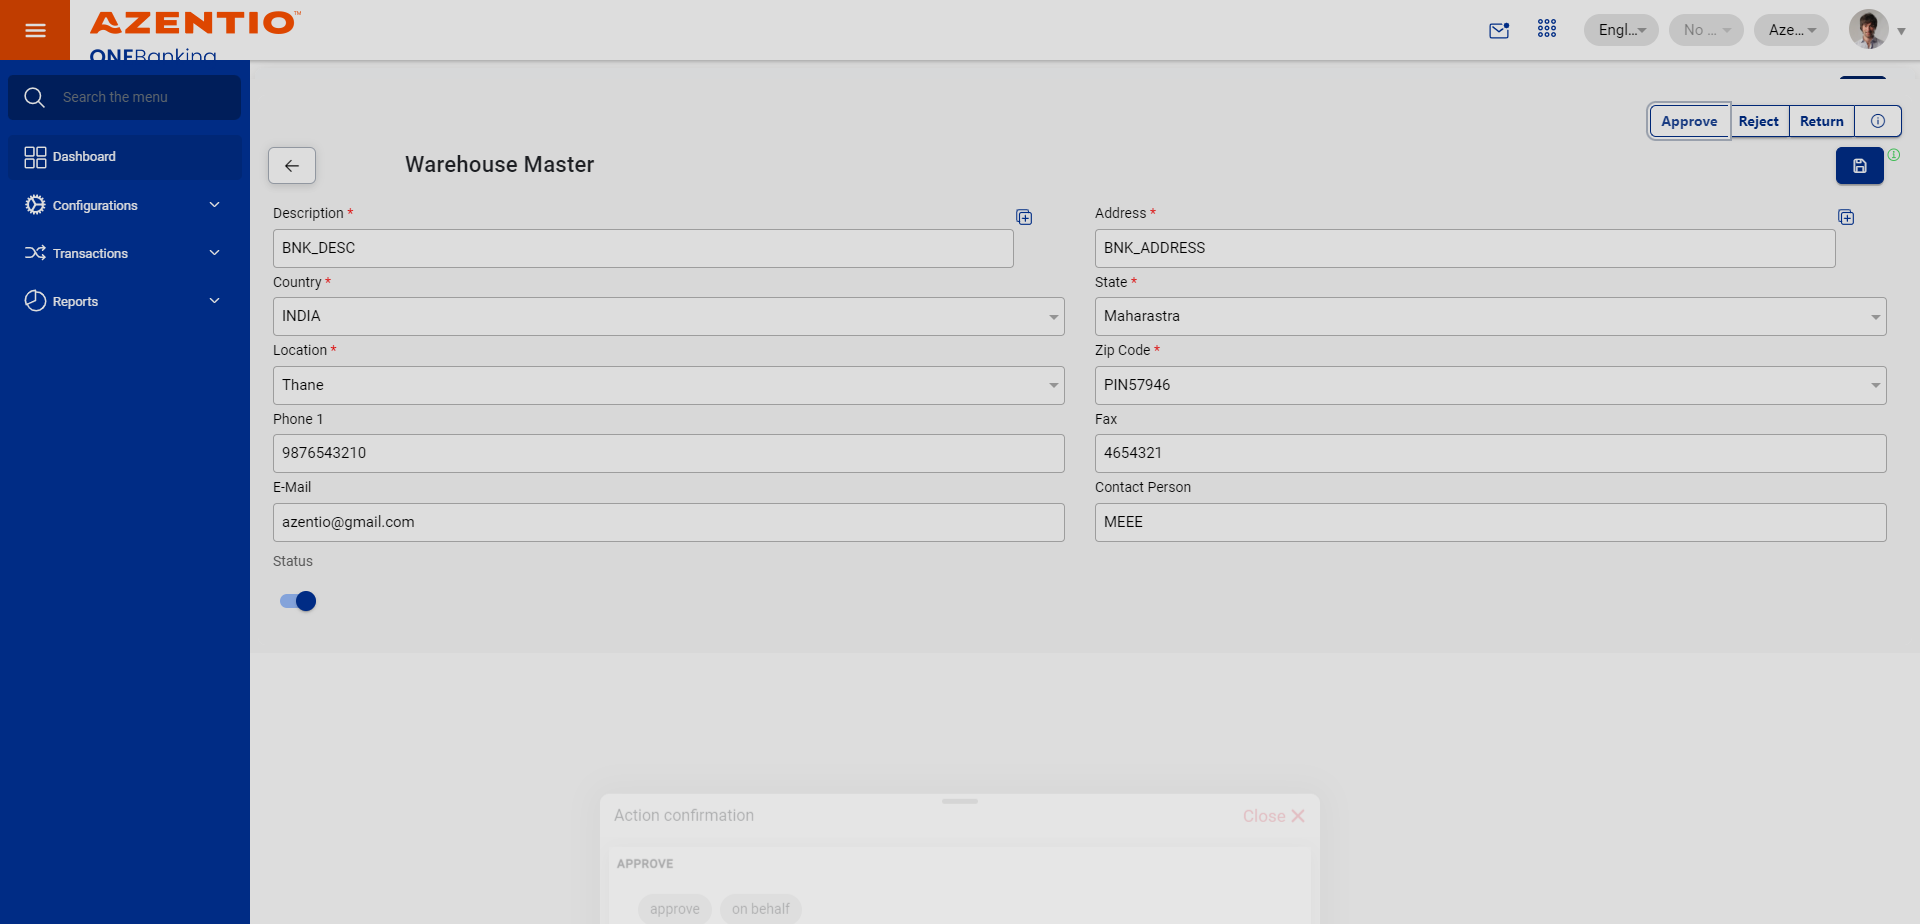 AZENTIO™
ONEBanking
Engl...
No ...
Aze...
Search the menu
Dashboard
Configurations
Transactions
Reports
Approve
Reject
Return
Warehouse Master
Description *
Address *
BNK_DESC
BNK_ADDRESS
Country *
State *
INDIA
Maharastra
Location *
Zip Code *
Thane
PIN57946
Phone 1
Fax
9876543210
4654321
E-Mail
Contact Person
azentio@gmail.com
MEEE
Status
Action confirmation
Close
APPROVE
approve
on behalf